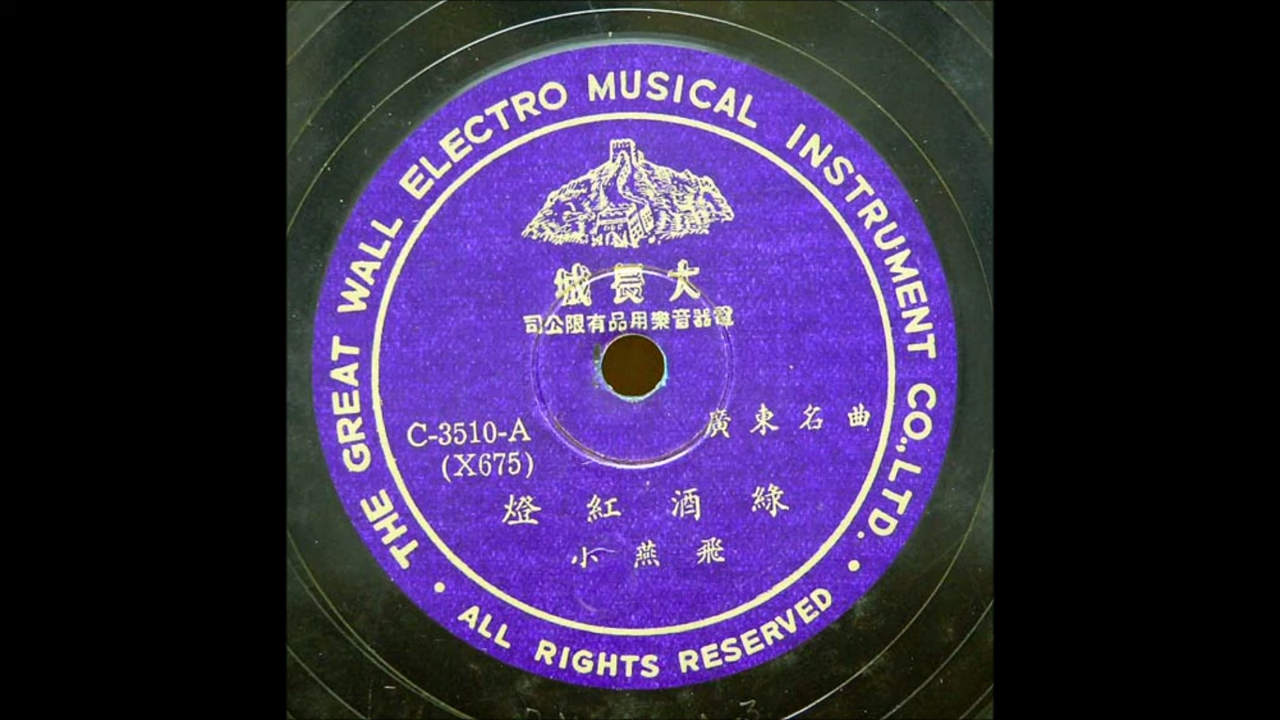 THE GREAT WALL ELECTRO MUSICAL INSTRUMENT CO., LTD.
大長城
電器音樂用品有限公司
廣東名曲
C-3510-A
(X675)
燈紅酒綠
小燕飛
ALL RIGHTS RESERVED